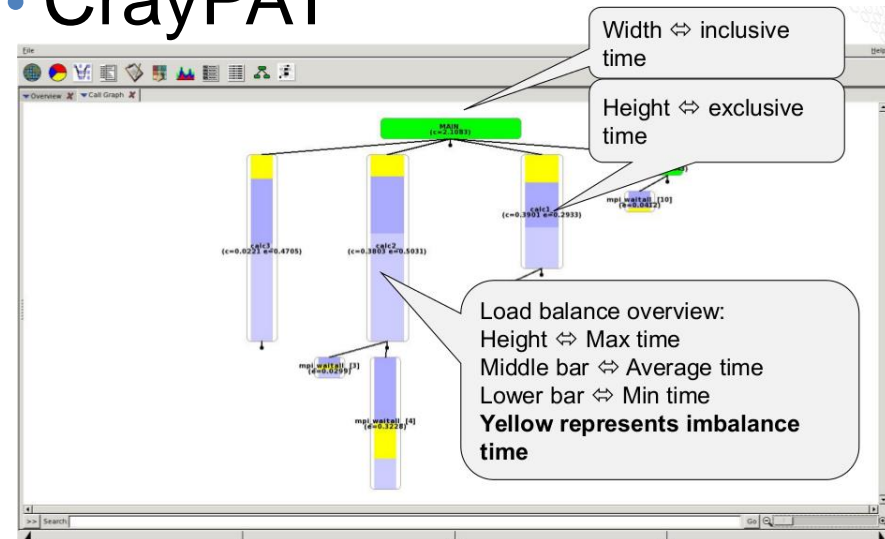 • CrayPAT
Width ⇔ inclusive
time
Height ⇔ exclusive
time
File
Help
Overview
Call Graph
MAIN
(c=2.1083)
mpi_waitall_[10]
(e=0.0412)
calc3
(c=0.0221 e=0.4705)
calc2
(c=0.3803 e=0.5031)
calc1
(c=0.3901 e=0.2933)
Load balance overview:
Height ⇔ Max time
Middle bar ⇔ Average time
Lower bar ⇔ Min time
Yellow represents imbalance
time
mpi_waitall_[3]
(e=0.0299)
mpi_waitall_[4]
(e=0.3228)
>> Search
Go